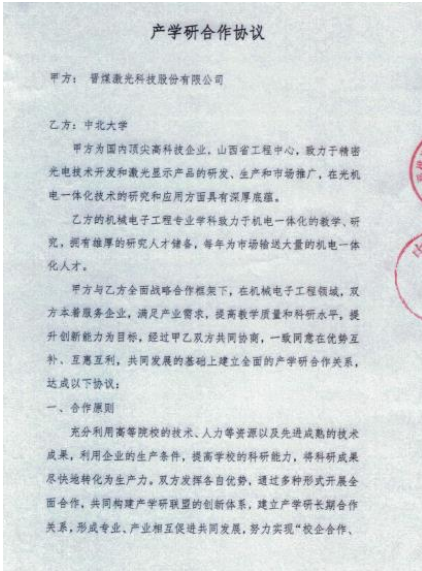 产学研合作协议
甲方： 晋煤激光科技股份有限公司
乙方：中北大学
甲方为国内顶尖高科技企业、山西省工程中心，致力于精密
光电技术开发和激光显示产品的研发、生产和市场推广，在光机
电一体化技术的研究和应用方面具有深厚底蕴。
乙方的机械电子工程专业学科致力于机电一体化的教学、研
究，拥有雄厚的研究人才储备，每年为市场输送大量的机电一体
化人才。
甲方与乙方全面战略合作框架下，在机械电子工程领域，双
方本着服务企业，满足产业需求，提高教学质量和科研水平，提
升创新能力为目标，经过甲乙双方共同协商，一致同意在优势互
补、互惠互利，共同发展的基础上建立全面的产学研合作关系，
达成以下协议：
一、合作原则
充分利用高等院校的技术、人力等资源以及先进成熟的技术
成果，利用企业的生产条件，提高学校的科研能力，将科研成果
尽快地转化为生产力。双方发挥各自优势，通过多种形式开展全
面合作，共同构建产学研联盟的创新体系，建立产学研长期合作
关系，形成专业、产业相互促进共同发展，努力实现“校企合作、